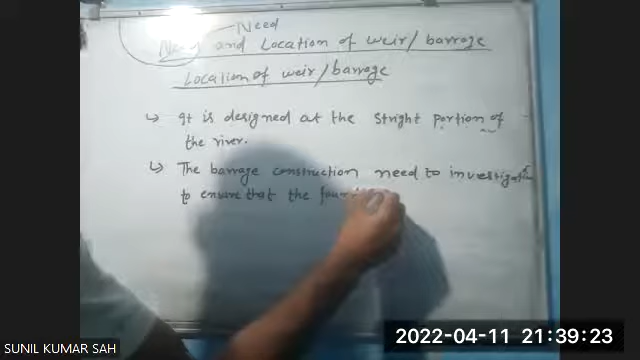 Need
and Location of weir/barrage
Location of weir/barrage
↳ It is designed at the stright portion of
the river.
↳ The barrage construction need to investigation
to ensure that the foun
SUNIL KUMAR SAH
2022-04-11 21:39:23